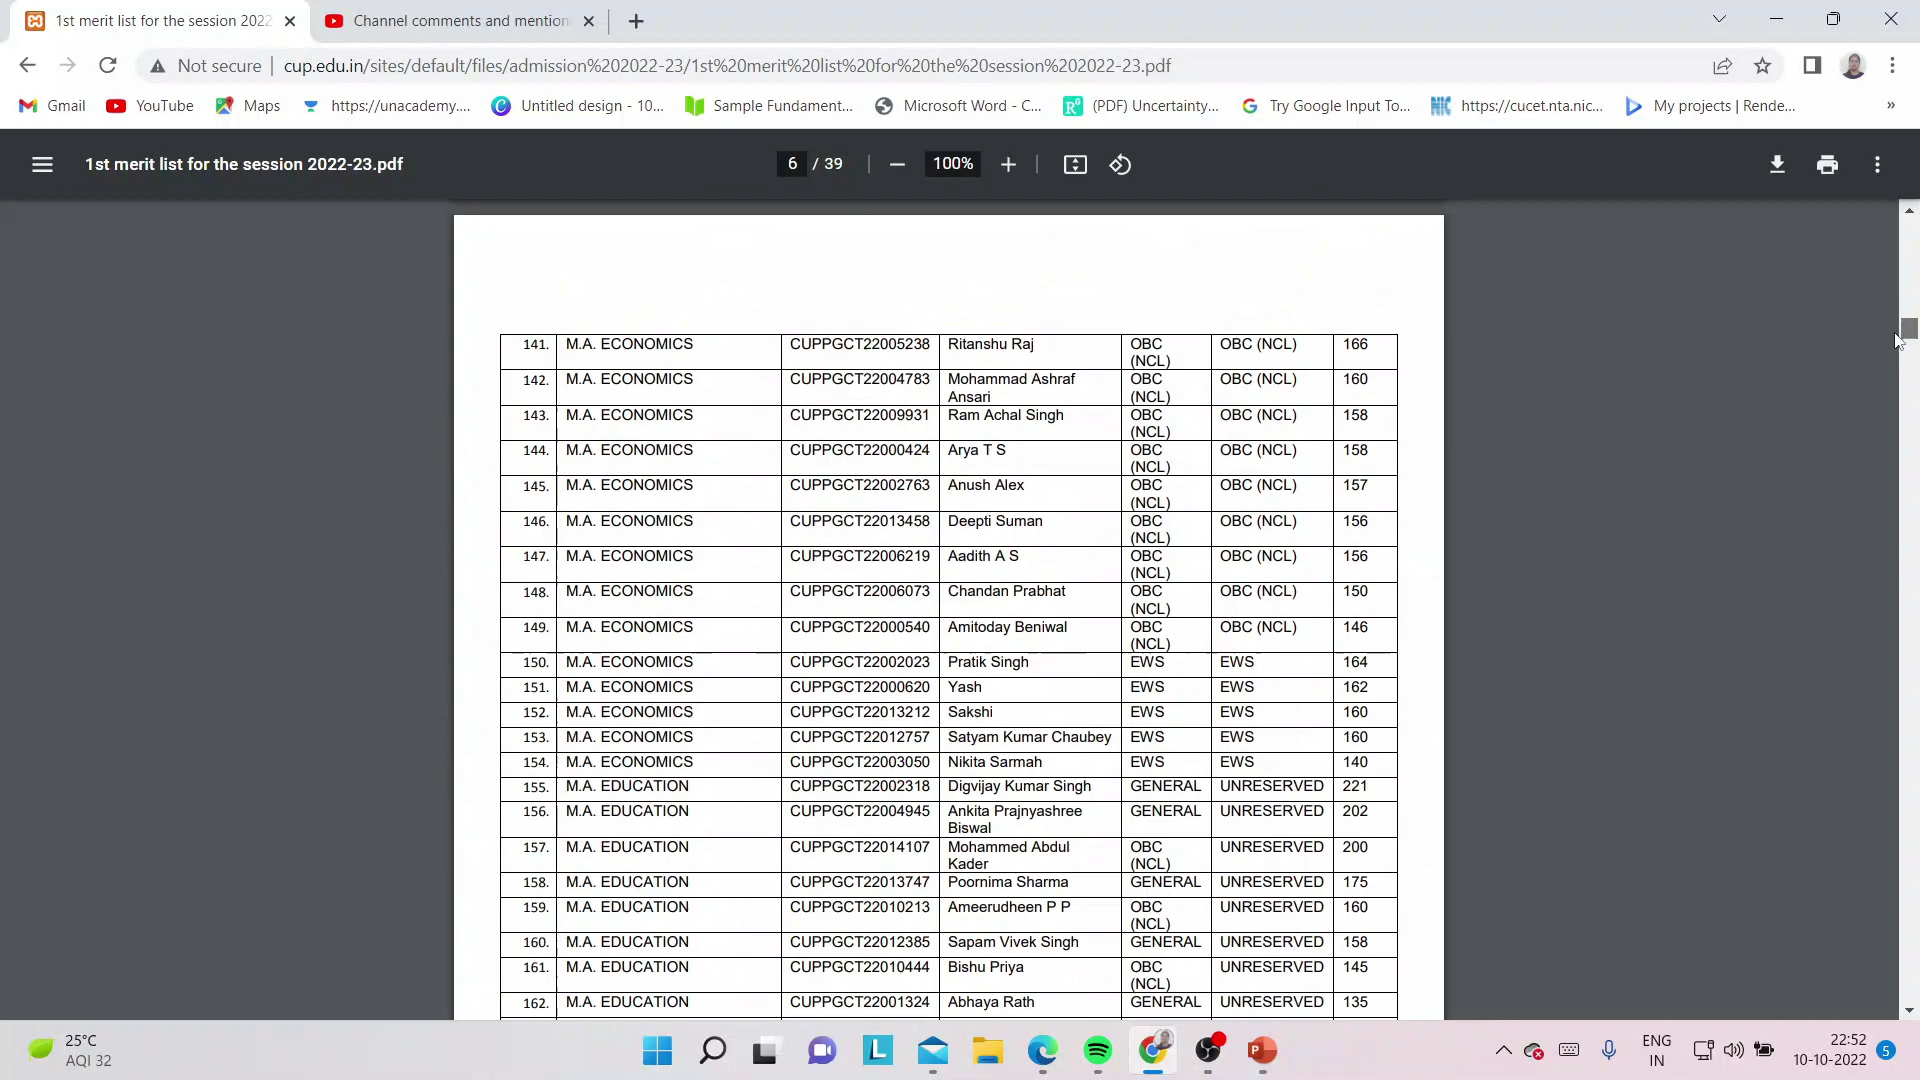 1st merit list for the session 2022
Channel comments and mention
Not secure
cup.edu.in/sites/default/files/admission%202022-23/1st%20merit%20list%20for%20the%20session%202022-23.pdf
Gmail YouTube Maps https://unacademy.... Untitled design - 10... Sample Fundament... Microsoft Word - C... (PDF) Uncertainty... Try Google Input To... https://cucet.nta.nic... My projects | Rende... »
1st merit list for the session 2022-23.pdf 6 / 39 100%
141. M.A. ECONOMICS CUPPGCT22005238 Ritanshu Raj OBC OBC (NCL) 166
(NCL)
142. M.A. ECONOMICS CUPPGCT22004783 Mohammad Ashraf OBC OBC (NCL) 160
Ansari (NCL)
143. M.A. ECONOMICS CUPPGCT22009931 Ram Achal Singh OBC OBC (NCL) 158
(NCL)
144. M.A. ECONOMICS CUPPGCT22000424 Arya T S OBC OBC (NCL) 158
(NCL)
145. M.A. ECONOMICS CUPPGCT22002763 Anush Alex OBC OBC (NCL) 157
(NCL)
146. M.A. ECONOMICS CUPPGCT22013458 Deepti Suman OBC OBC (NCL) 156
(NCL)
147. M.A. ECONOMICS CUPPGCT22006219 Aadith A S OBC OBC (NCL) 156
(NCL)
148. M.A. ECONOMICS CUPPGCT22006073 Chandan Prabhat OBC OBC (NCL) 150
(NCL)
149. M.A. ECONOMICS CUPPGCT22000540 Amitoday Beniwal OBC OBC (NCL) 146
(NCL)
150. M.A. ECONOMICS CUPPGCT22002023 Pratik Singh EWS EWS 164
151. M.A. ECONOMICS CUPPGCT22000620 Yash EWS EWS 162
152. M.A. ECONOMICS CUPPGCT22013212 Sakshi EWS EWS 160
153. M.A. ECONOMICS CUPPGCT22012757 Satyam Kumar Chaubey EWS EWS 160
154. M.A. ECONOMICS CUPPGCT22003050 Nikita Sarmah EWS EWS 140
155. M.A. EDUCATION CUPPGCT22002318 Digvijay Kumar Singh GENERAL UNRESERVED 221
156. M.A. EDUCATION CUPPGCT22004945 Ankita Prajnyashree GENERAL UNRESERVED 202
Biswal
157. M.A. EDUCATION CUPPGCT22014107 Mohammed Abdul OBC UNRESERVED 200
Kader (NCL)
158. M.A. EDUCATION CUPPGCT22013747 Poornima Sharma GENERAL UNRESERVED 175
159. M.A. EDUCATION CUPPGCT22010213 Ameerudheen P P OBC UNRESERVED 160
(NCL)
160. M.A. EDUCATION CUPPGCT22012385 Sapam Vivek Singh GENERAL UNRESERVED 158
161. M.A. EDUCATION CUPPGCT22010444 Bishu Priya OBC UNRESERVED 145
(NCL)
162. M.A. EDUCATION CUPPGCT22001324 Abhaya Rath GENERAL UNRESERVED 135
25°C
AQI 32
ENG
IN
22:52
10-10-2022
5